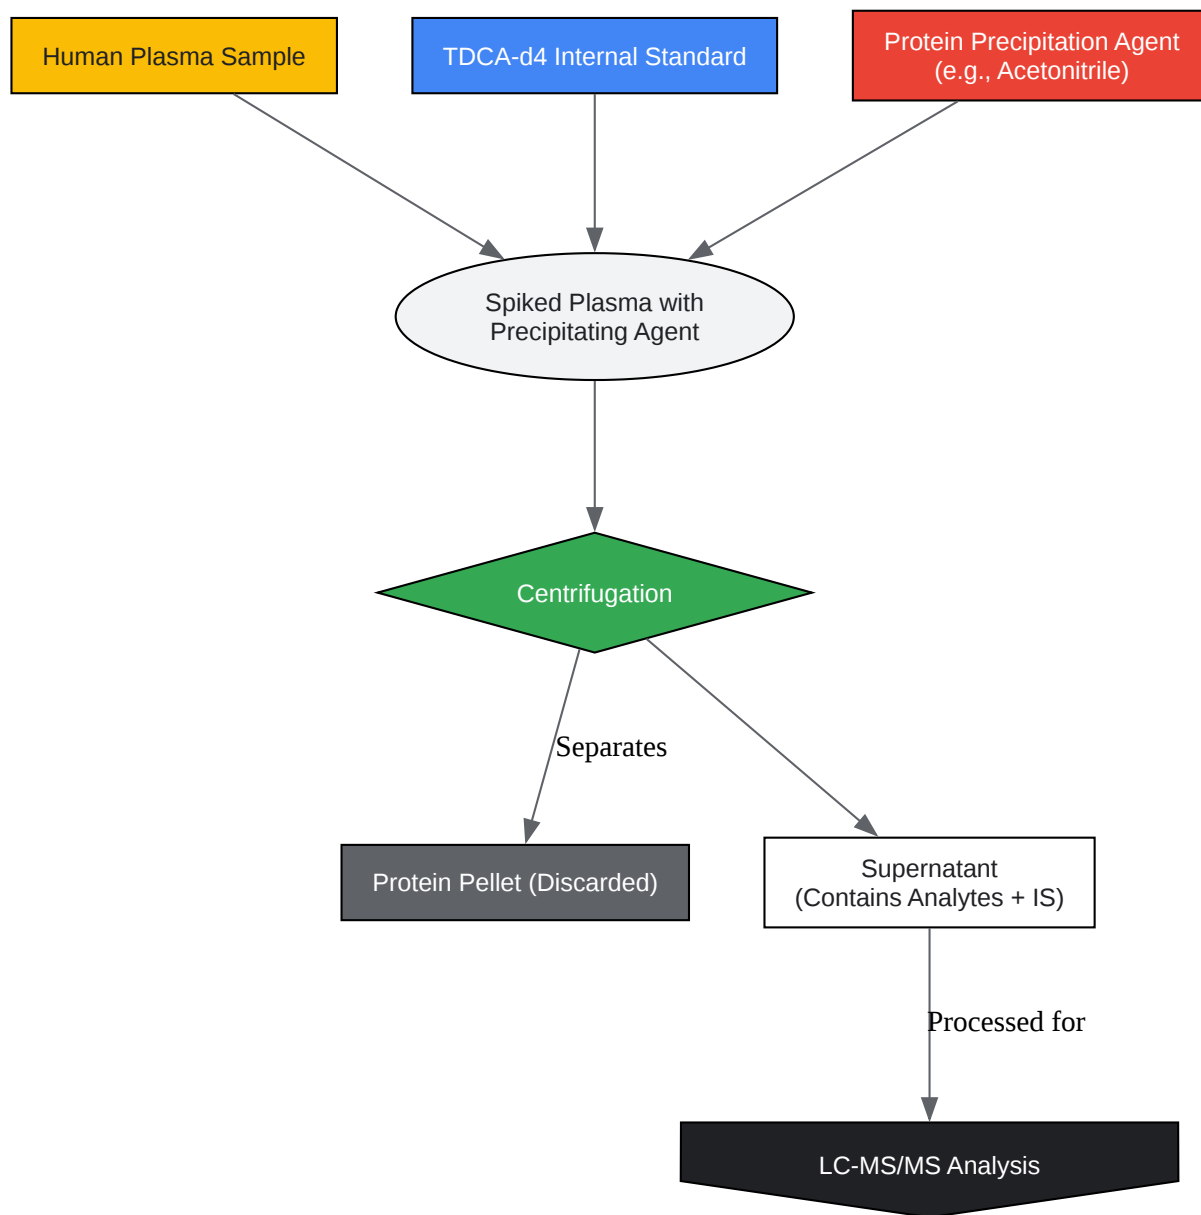 Human Plasma Sample
TDCA-d4 Internal Standard
Protein Precipitation Agent
(e.g., Acetonitrile)
Spiked Plasma with
Precipitating Agent
Centrifugation
Separates
Protein Pellet (Discarded)
Supernatant
(Contains Analytes + IS)
Processed for
LC-MS/MS Analysis